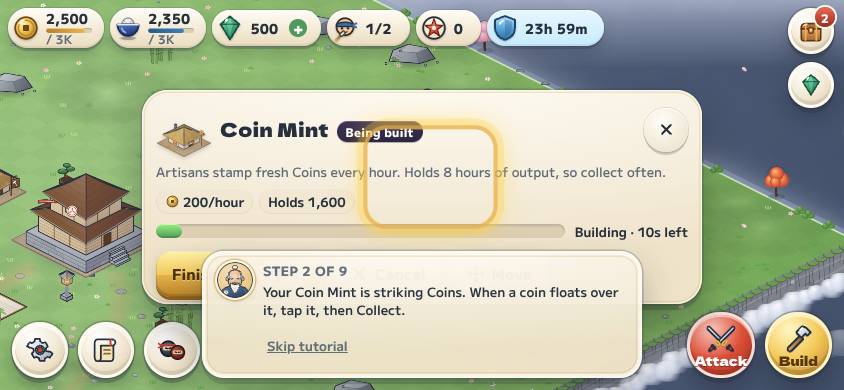 2,500
/ 3K
2,350
/ 3K
500
1/2
0
23h 59m
2
Coin Mint
Being built
Artisans stamp fresh Coins every hour. Holds 8 hours of output, so collect often.
200/hour
Holds 1,600
Building · 10s left
Cancel
Move
STEP 2 OF 9
Your Coin Mint is striking Coins. When a coin floats over
it, tap it, then Collect.
Skip tutorial
Attack
Build